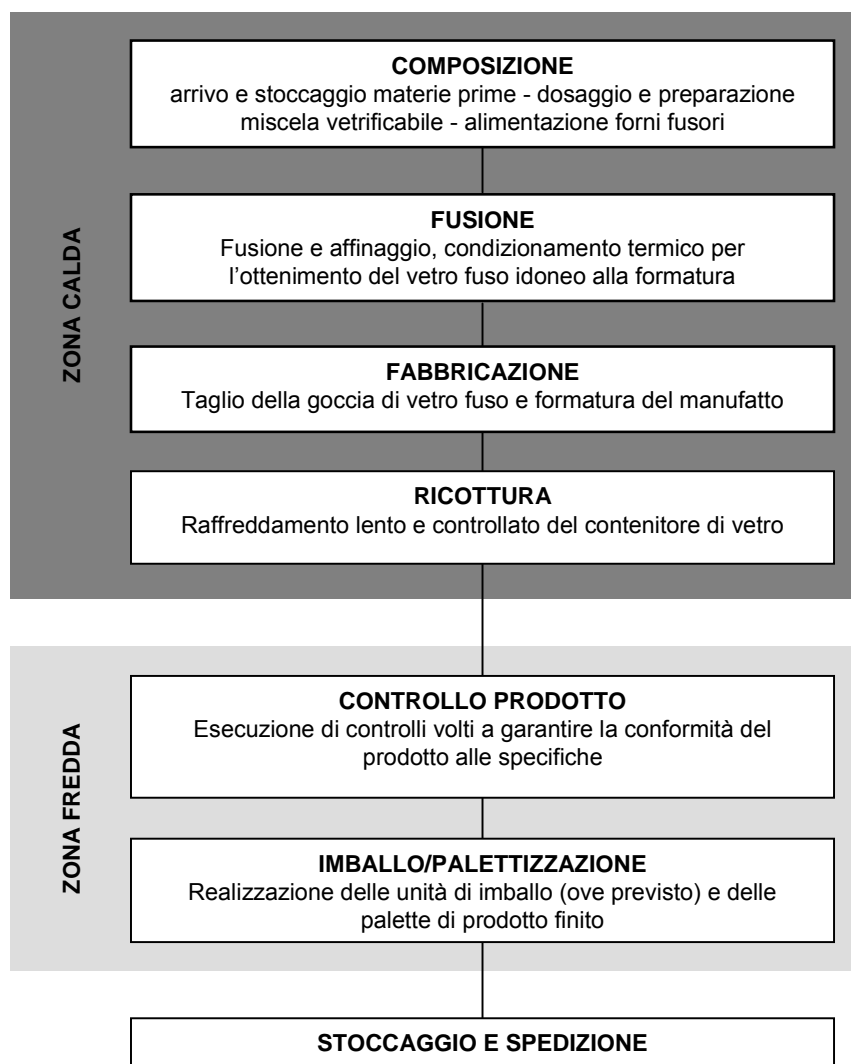 COMPOSIZIONE
arrivo e stoccaggio materie prime - dosaggio e preparazione
miscela vetrificabile - alimentazione forni fusori
ZONA CALDA
FUSIONE
Fusione e affinaggio, condizionamento termico per
l’ottenimento del vetro fuso idoneo alla formatura
FABBRICAZIONE
Taglio della goccia di vetro fuso e formatura del manufatto
RICOTTURA
Raffreddamento lento e controllato del contenitore di vetro
ZONA FREDDA
CONTROLLO PRODOTTO
Esecuzione di controlli volti a garantire la conformità del
prodotto alle specifiche
IMBALLO/PALETTIZZAZIONE
Realizzazione delle unità di imballo (ove previsto) e delle
palette di prodotto finito
STOCCAGGIO E SPEDIZIONE